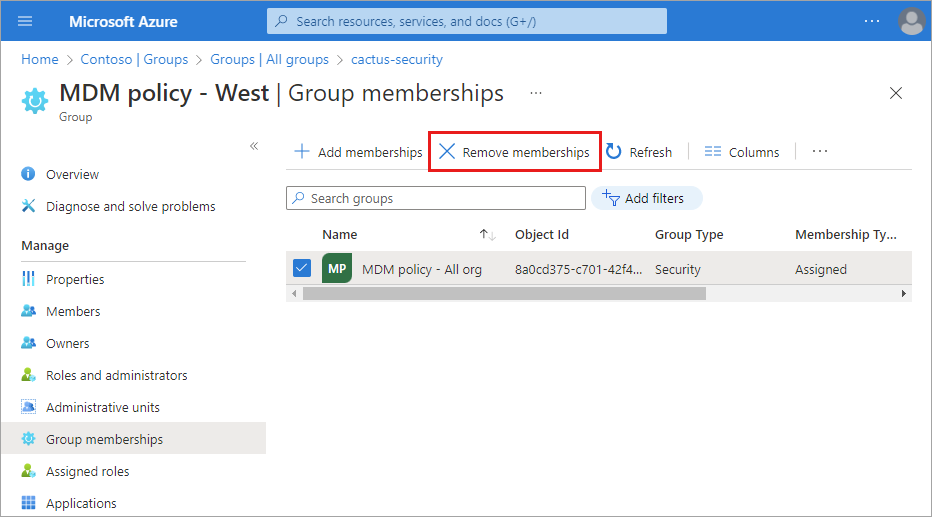 Microsoft Azure
Search resources, services, and docs (G+/)
Home > Contoso | Groups > Groups | All groups > cactus-security
MDM policy - West | Group memberships
Group
Add memberships
Remove memberships
Refresh
Columns
Overview
Diagnose and solve problems
Manage
Properties
Members
Owners
Roles and administrators
Administrative units
Group memberships
Assigned roles
Applications
Search groups
Add filters
Name Object Id Group Type Membership Ty...
MP MDM policy - All org 8a0cd375-c701-42f4... Security Assigned